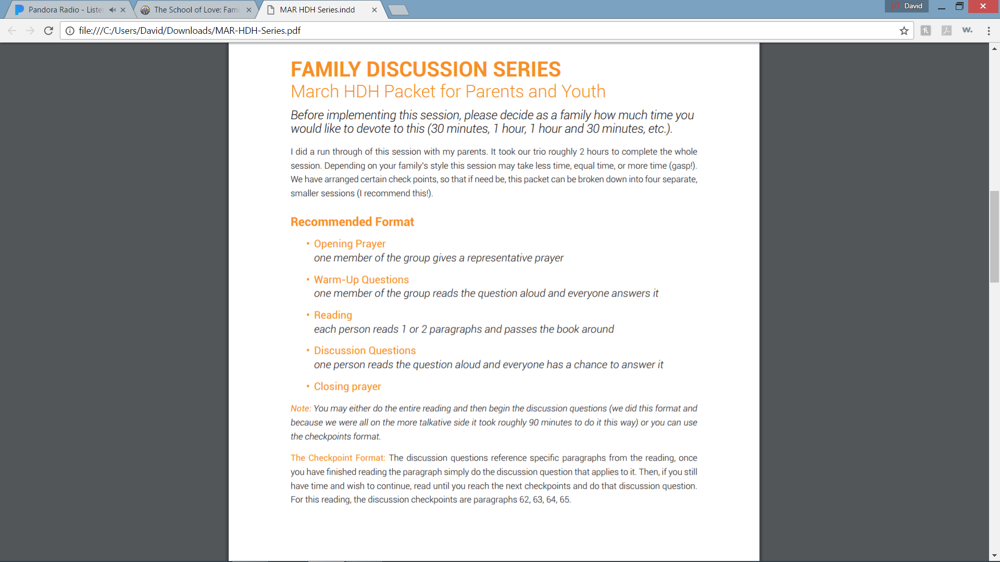 Pandora Radio - Liste
The School of Love: Fami
MAR HDH Series.indd
David
file:///C:/Users/David/Downloads/MAR-HDH-Series.pdf
h
w.
FAMILY DISCUSSION SERIES
March HDH Packet for Parents and Youth
Before implementing this session, please decide as a family how much time you
would like to devote to this (30 minutes, 1 hour, 1 hour and 30 minutes, etc.).
I did a run through of this session with my parents. It took our trio roughly 2 hours to complete the whole
session. Depending on your family's style this session may take less time, equal time, or more time (gasp!).
We have arranged certain check points, so that if need be, this packet can be broken down into four separate,
smaller sessions (I recommend this!).
Recommended Format
• Opening Prayer
one member of the group gives a representative prayer
• Warm-Up Questions
one member of the group reads the question aloud and everyone answers it
• Reading
each person reads 1 or 2 paragraphs and passes the book around
• Discussion Questions
one person reads the question aloud and everyone has a chance to answer it
• Closing prayer
Note: You may either do the entire reading and then begin the discussion questions (we did this format and
because we were all on the more talkative side it took roughly 90 minutes to do it this way) or you can use
the checkpoints format.
The Checkpoint Format: The discussion questions reference specific paragraphs from the reading, once
you have finished reading the paragraph simply do the discussion question that applies to it. Then, if you still
have time and wish to continue, read until you reach the next checkpoints and do that discussion question.
For this reading, the discussion checkpoints are paragraphs 62, 63, 64, 65.